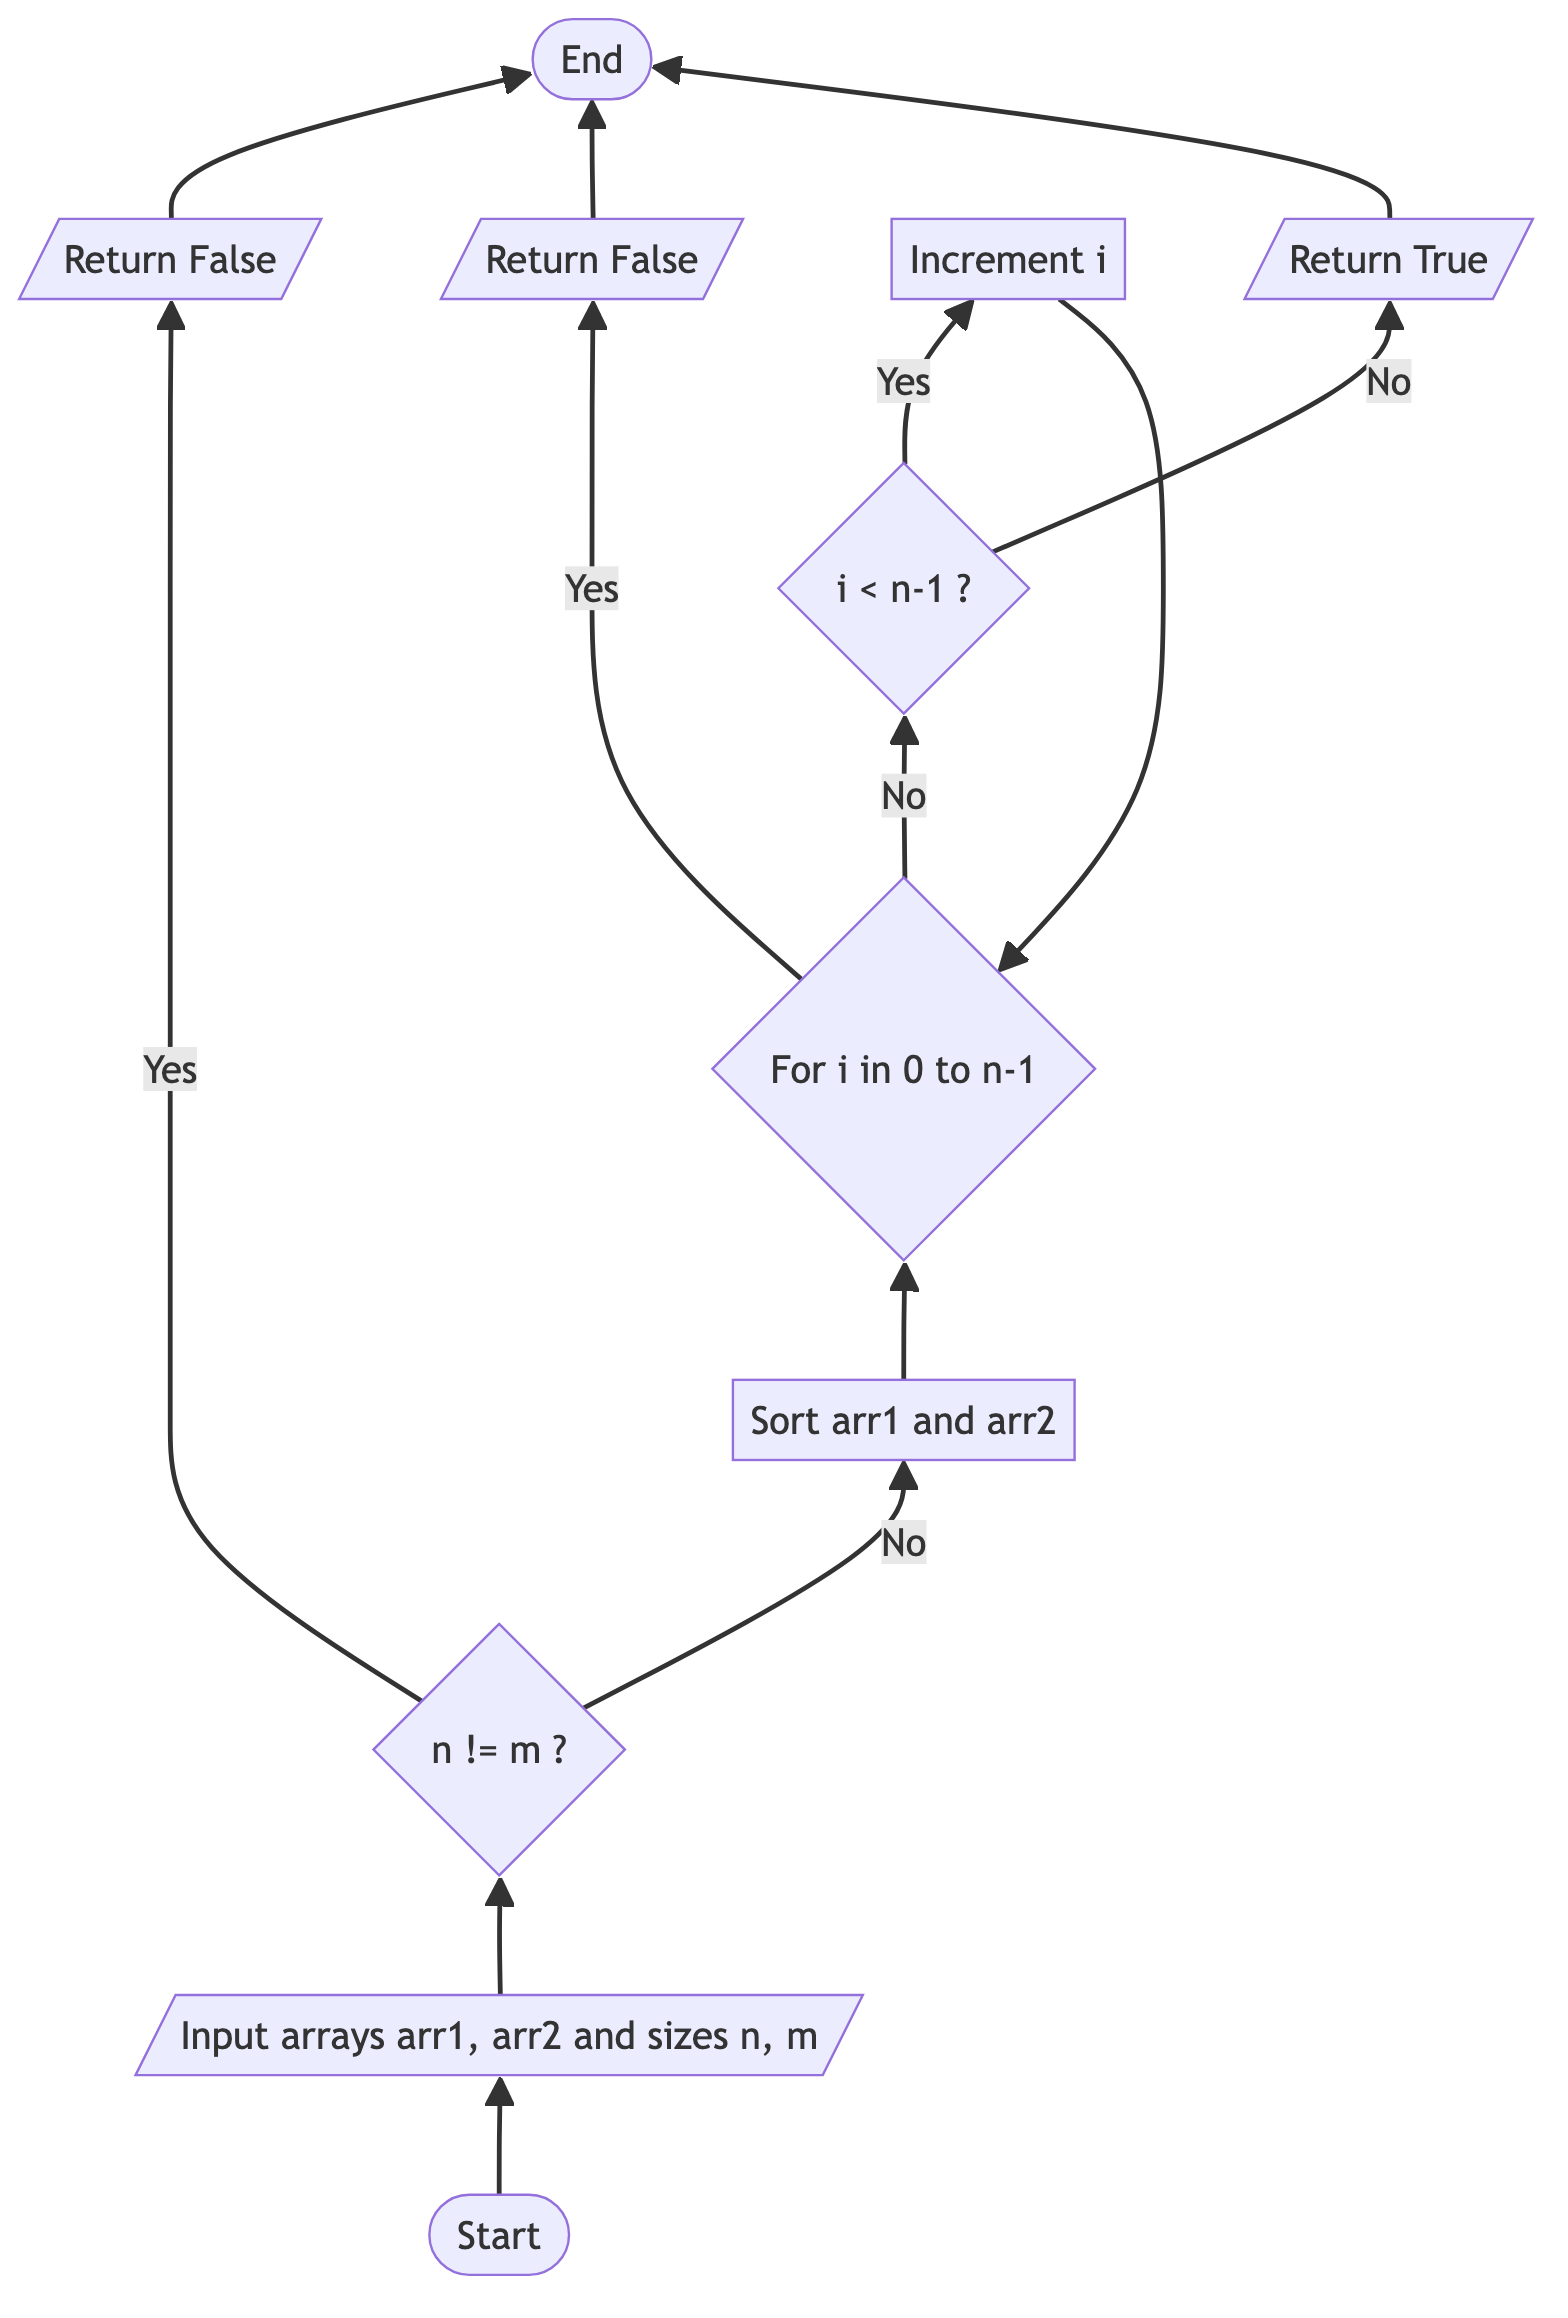 End
Return False
Return False
Increment i
Return True
Yes
No
Yes
i < n-1 ?
No
Yes
For i in 0 to n-1
Sort arr1 and arr2
No
n != m ?
Input arrays arr1, arr2 and sizes n, m
Start